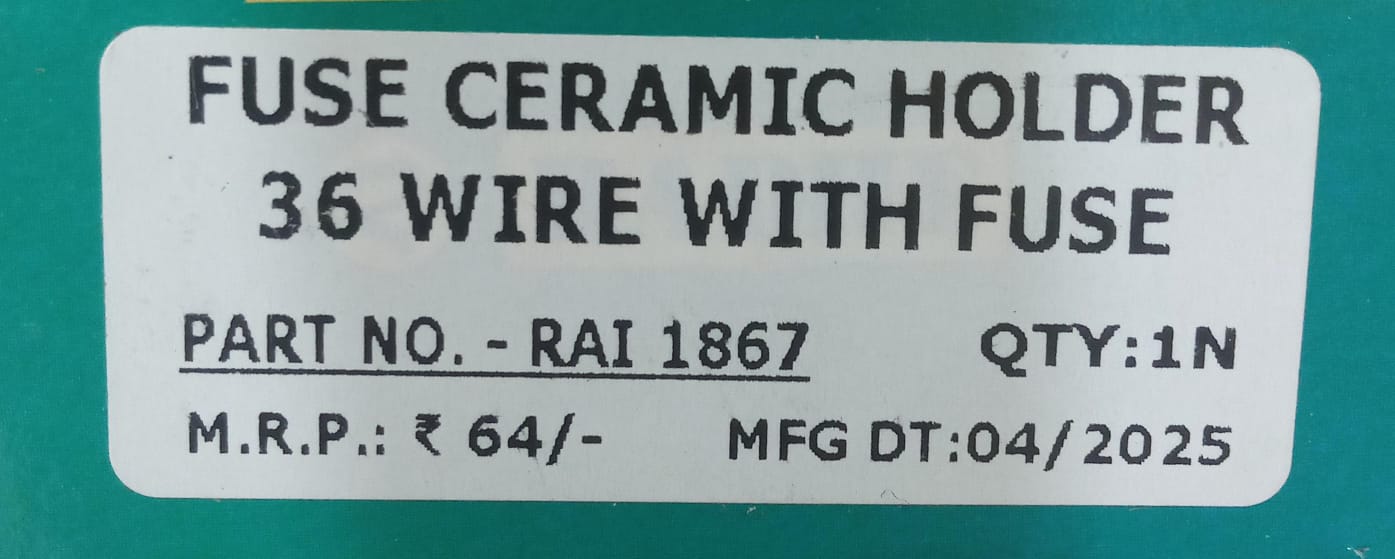 FUSE CERAMIC HOLDER
36 WIRE WITH FUSE
PART NO. - RAI 1867 QTY:1N
M.R.P.: ₹ 64/- MFG DT:04/2025